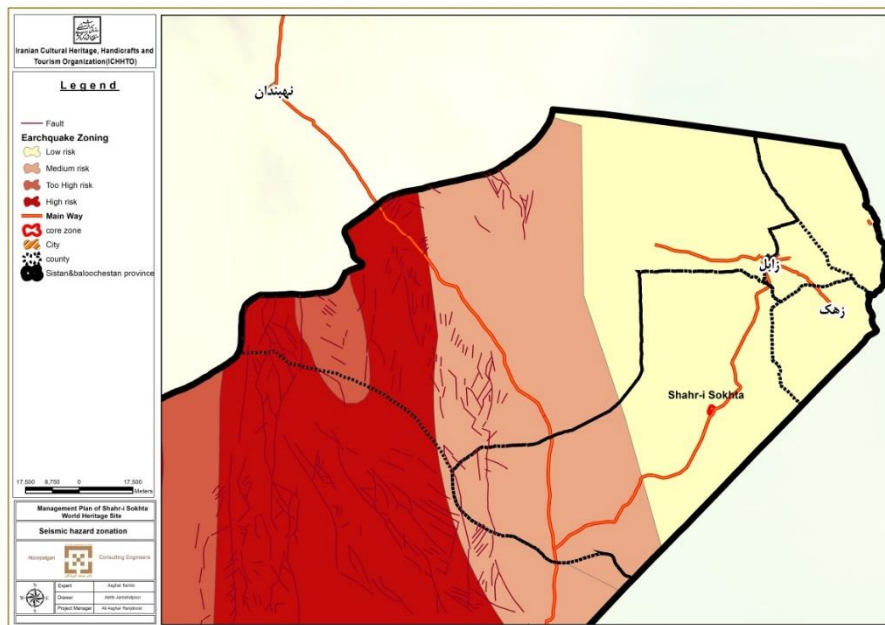 Iranian Cultural Heritage, Handicrafts and
Tourism Organization(ICHHTO)
Legend
Fault
Earchquake Zoning
Low risk
Medium risk
Too High risk
High risk
Main Way
core zone
City
county
Sistan&baloochestan province
17,500 8,750 0 17,500
Meters
Management Plan of Shahr-i Sokhta
World Heritage Site
Seismic hazard zonation
Consulting Engineers
Expert
Drawer
Project Manager
نهبندان
زابل
زهک
Shahr-i Sokhta